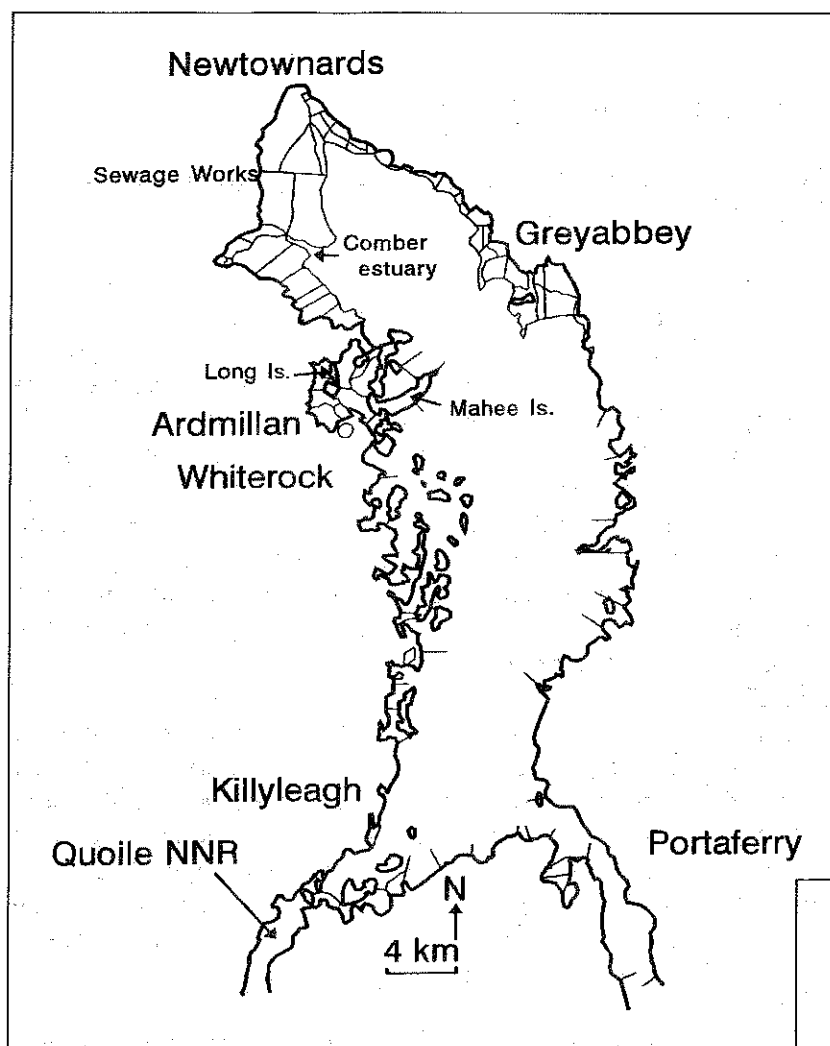 Newtownards
Sewage Works
Comber
estuary
Greyabbey
Long Is.
Mahee Is.
Ardmillan
Whiterock
Killyleagh
Quoile NNR
Portaferry
N
4 km